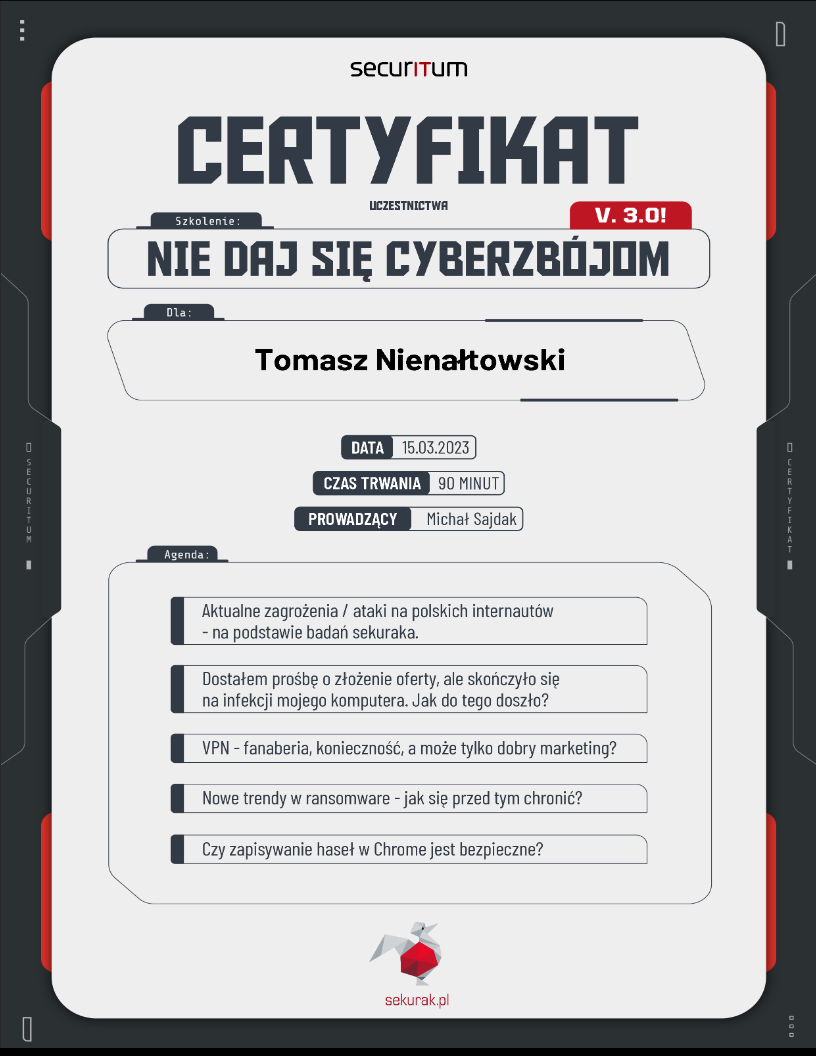 securITum
CERTYFIKAT
UCZESTNICTWA
Szkolenie:
V. 3.0!
NIE DAJ SIĘ CYBERZBÓJOM
Dla:
Tomasz Nienałtowski
DATA 15.03.2023
CZAS TRWANIA 90 MINUT
PROWADZĄCY Michał Sajdak
SECURITUM
CERTYFIKAT
Agenda:
Aktualne zagrożenia / ataki na polskich internautów
- na podstawie badań sekuraka.
Dostałem prośbę o złożenie oferty, ale skończyło się
na infekcji mojego komputera. Jak do tego doszło?
VPN - fanaberia, konieczność, a może tylko dobry marketing?
Nowe trendy w ransomware - jak się przed tym chronić?
Czy zapisywanie haseł w Chrome jest bezpieczne?
sekurak.pl